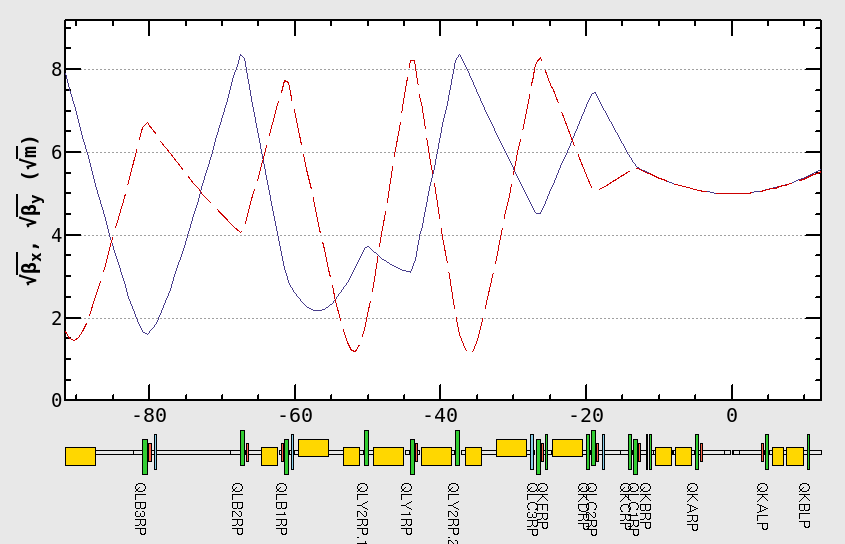 8
6
4
2
0
√βx, √βy (√m)
-80
-60
-40
-20
0
QLB3RP
QLB2RP
QLB1RP
QLY2RP.1
QLY1RP
QLY2RP.2
QLC3RP
QKERP
QKDRP
QLC2RP
QKCRP
QLC1RP
QKBRP
QKARP
QKALP
QKBLP